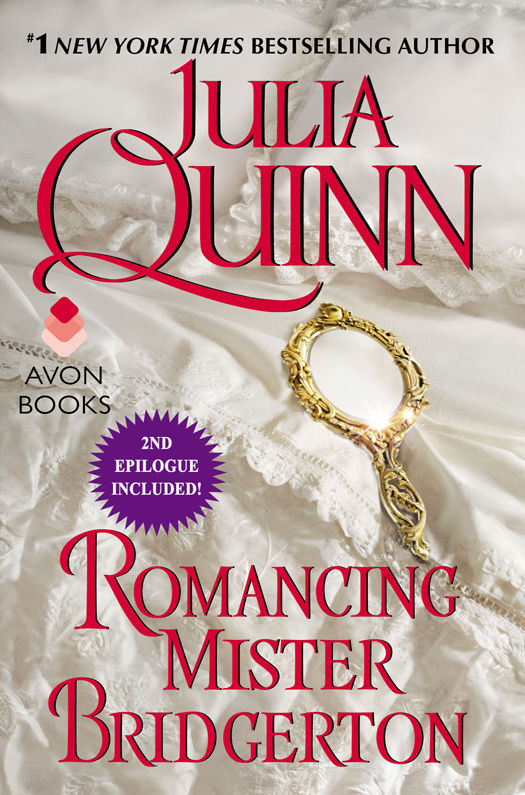 #1 NEW YORK TIMES BESTSELLING AUTHOR
JULIA
QUINN
AVON
BOOKS
2ND
EPILOGUE
INCLUDED!
ROMANCING
MISTER
BRIDGERTON